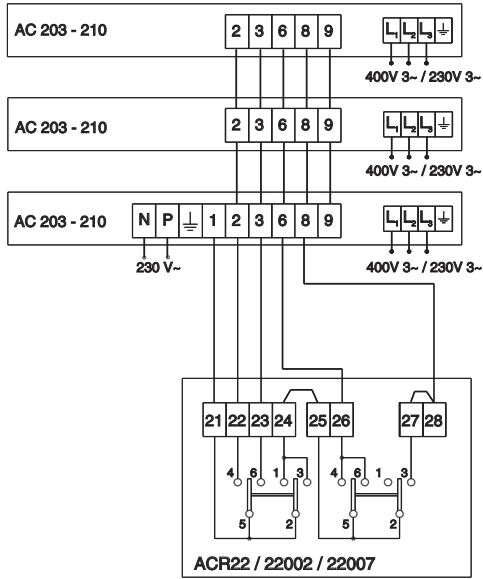 AC 203 - 210 2 3 6 8 9 L1 L2 L3
400V 3~ / 230V 3~
AC 203 - 210 2 3 6 8 9 L1 L2 L3
400V 3~ / 230V 3~
AC 203 - 210 N P 1 2 3 6 8 9 L1 L2 L3
230 V~ 400V 3~ / 230V 3~
21 22 23 24 25 26 27 28
4 6 1 3 4 6 1 3
5 2 5 2
ACR22 / 22002 / 22007